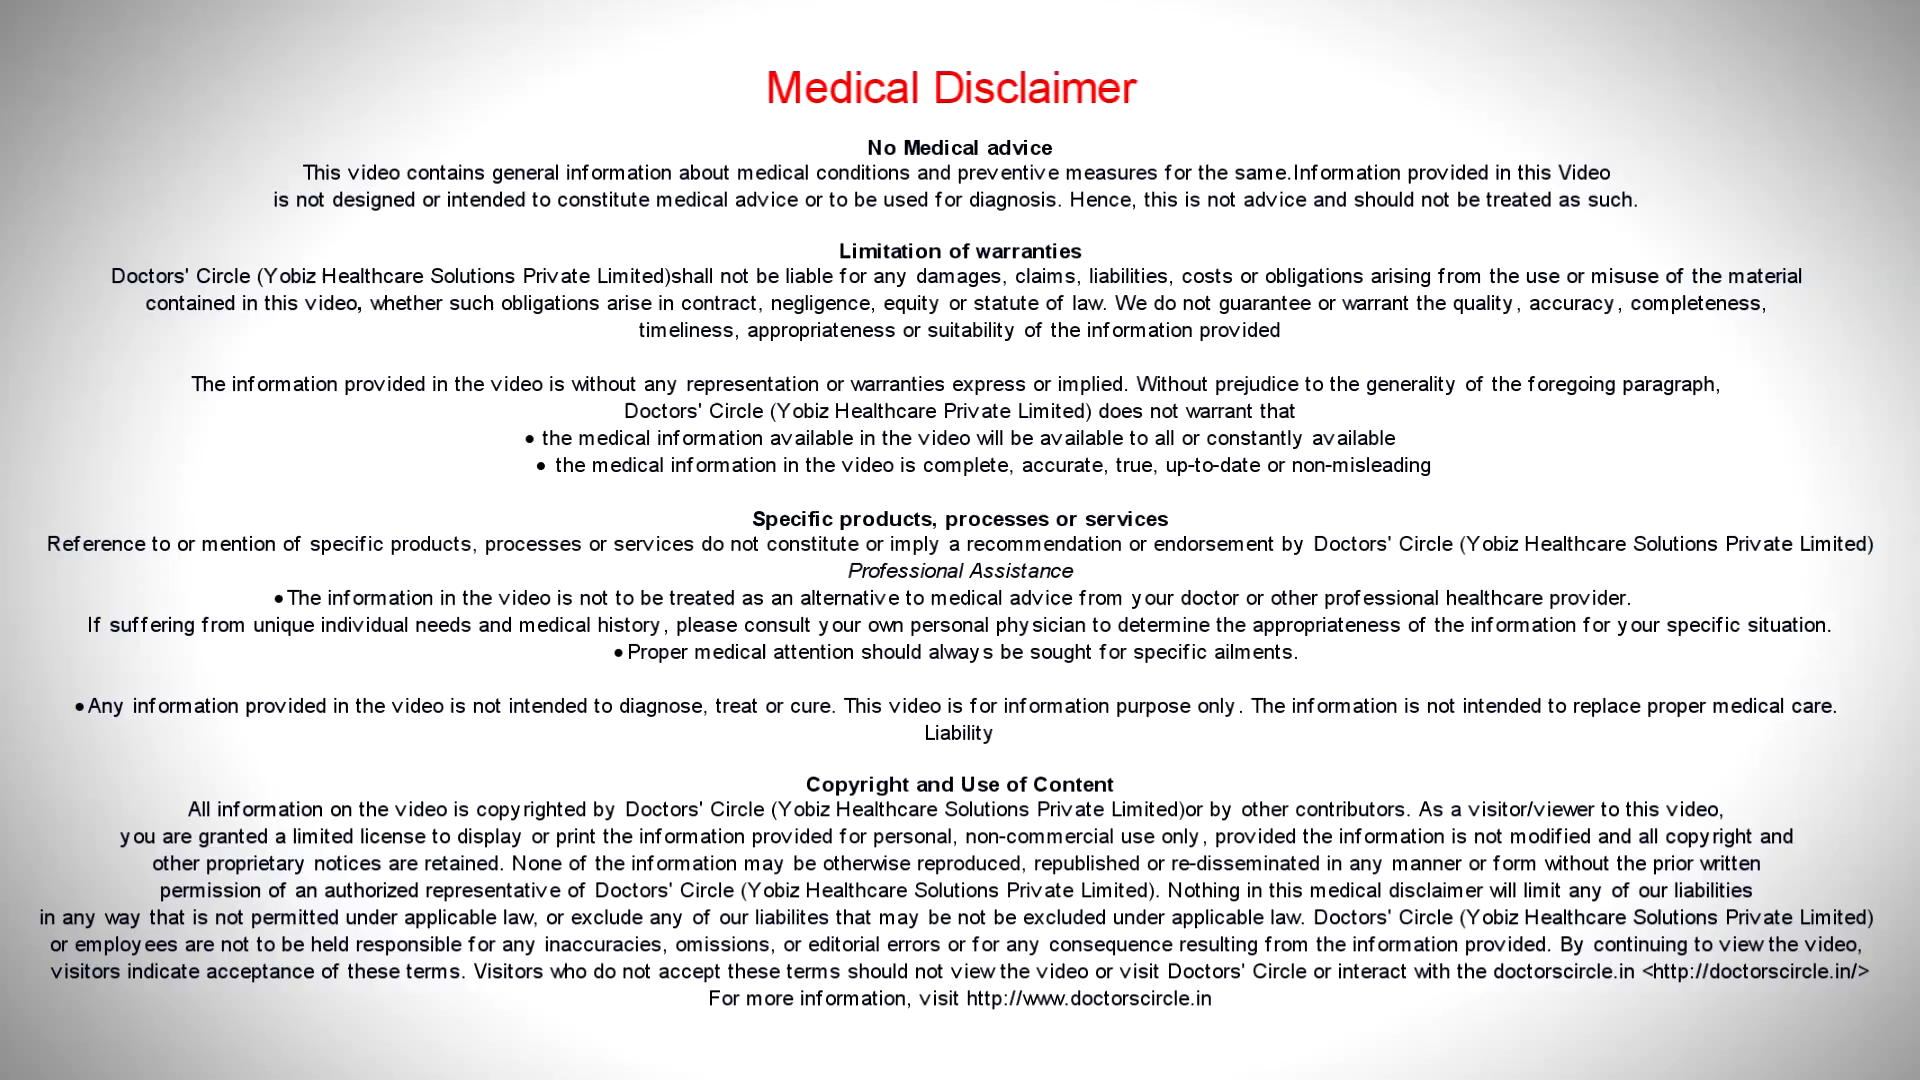 Medical Disclaimer
No Medical advice
This video contains general information about medical conditions and preventive measures for the same.Information provided in this Video
is not designed or intended to constitute medical advice or to be used for diagnosis. Hence, this is not advice and should not be treated as such.
Limitation of warranties
Doctors' Circle (Yobiz Healthcare Solutions Private Limited)shall not be liable for any damages, claims, liabilities, costs or obligations arising from the use or misuse of the material
contained in this video, whether such obligations arise in contract, negligence, equity or statute of law. We do not guarantee or warrant the quality, accuracy, completeness,
timeliness, appropriateness or suitability of the information provided
The information provided in the video is without any representation or warranties express or implied. Without prejudice to the generality of the foregoing paragraph,
Doctors' Circle (Yobiz Healthcare Private Limited) does not warrant that
• the medical information available in the video will be available to all or constantly available
• the medical information in the video is complete, accurate, true, up-to-date or non-misleading
Specific products, processes or services
Reference to or mention of specific products, processes or services do not constitute or imply a recommendation or endorsement by Doctors' Circle (Yobiz Healthcare Solutions Private Limited)
Professional Assistance
•The information in the video is not to be treated as an alternative to medical advice from your doctor or other professional healthcare provider.
If suffering from unique individual needs and medical history, please consult your own personal physician to determine the appropriateness of the information for your specific situation.
•Proper medical attention should always be sought for specific ailments.
•Any information provided in the video is not intended to diagnose, treat or cure. This video is for information purpose only. The information is not intended to replace proper medical care.
Liability
Copyright and Use of Content
All information on the video is copyrighted by Doctors' Circle (Yobiz Healthcare Solutions Private Limited)or by other contributors. As a visitor/viewer to this video,
you are granted a limited license to display or print the information provided for personal, non-commercial use only, provided the information is not modified and all copyright and
other proprietary notices are retained. None of the information may be otherwise reproduced, republished or re-disseminated in any manner or form without the prior written
permission of an authorized representative of Doctors' Circle (Yobiz Healthcare Solutions Private Limited). Nothing in this medical disclaimer will limit any of our liabilities
in any way that is not permitted under applicable law, or exclude any of our liabilites that may be not be excluded under applicable law. Doctors' Circle (Yobiz Healthcare Solutions Private Limited)
or employees are not to be held responsible for any inaccuracies, omissions, or editorial errors or for any consequence resulting from the information provided. By continuing to view the video,
visitors indicate acceptance of these terms. Visitors who do not accept these terms should not view the video or visit Doctors' Circle or interact with the doctorscircle.in <http://doctorscircle.in/>
For more information, visit http://www.doctorscircle.in